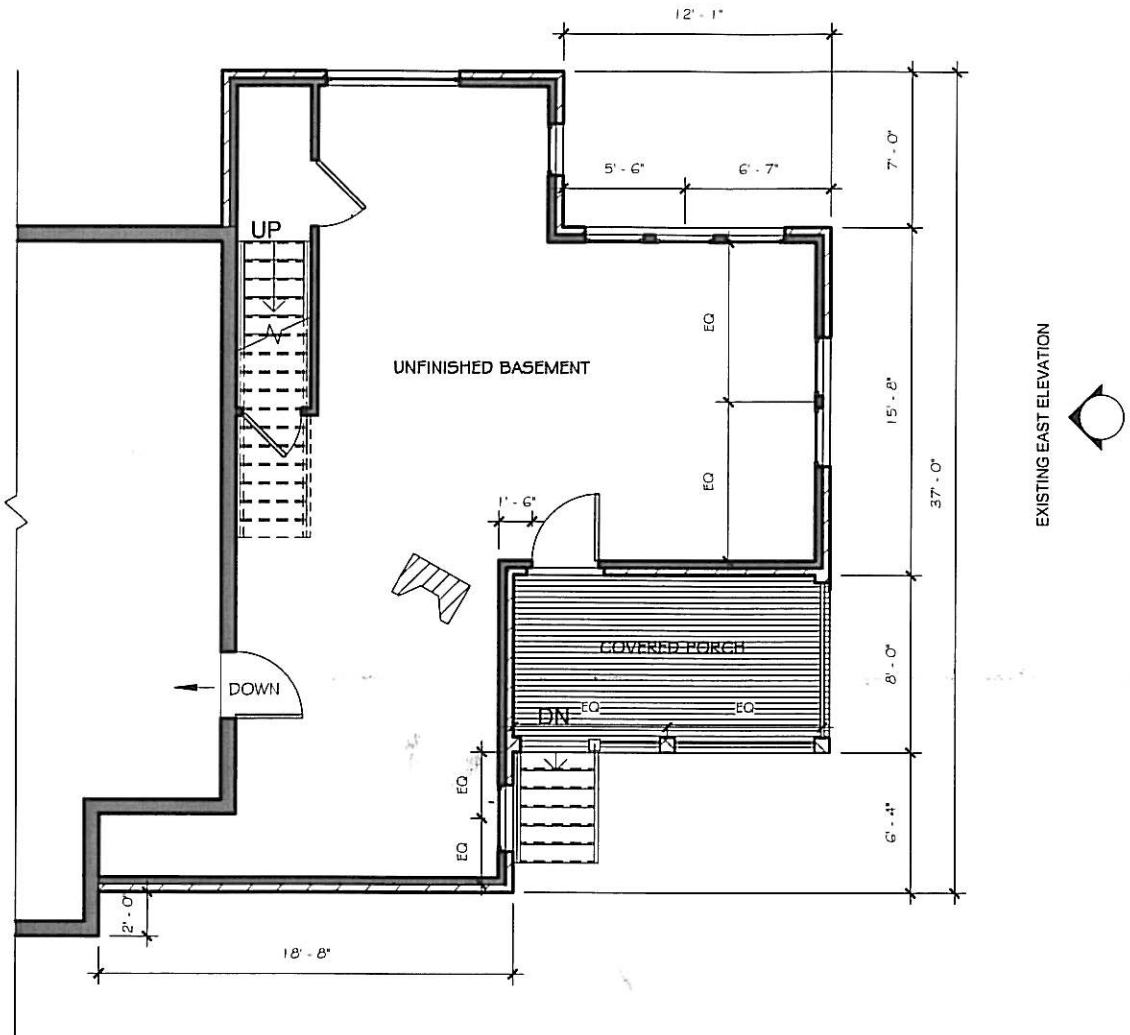 12' - 1"
7' - 0"
5' - 6"
6' - 7"
UP
EQ
UNFINISHED BASEMENT
EXISTING EAST ELEVATION
15' - 8"
37' - 0"
EQ
1' - 6"
COVERED PORCH
8' - 0"
DOWN
EQ
EQ
DN
EQ
6' - 4"
EQ
2' - 0"
18' - 8"